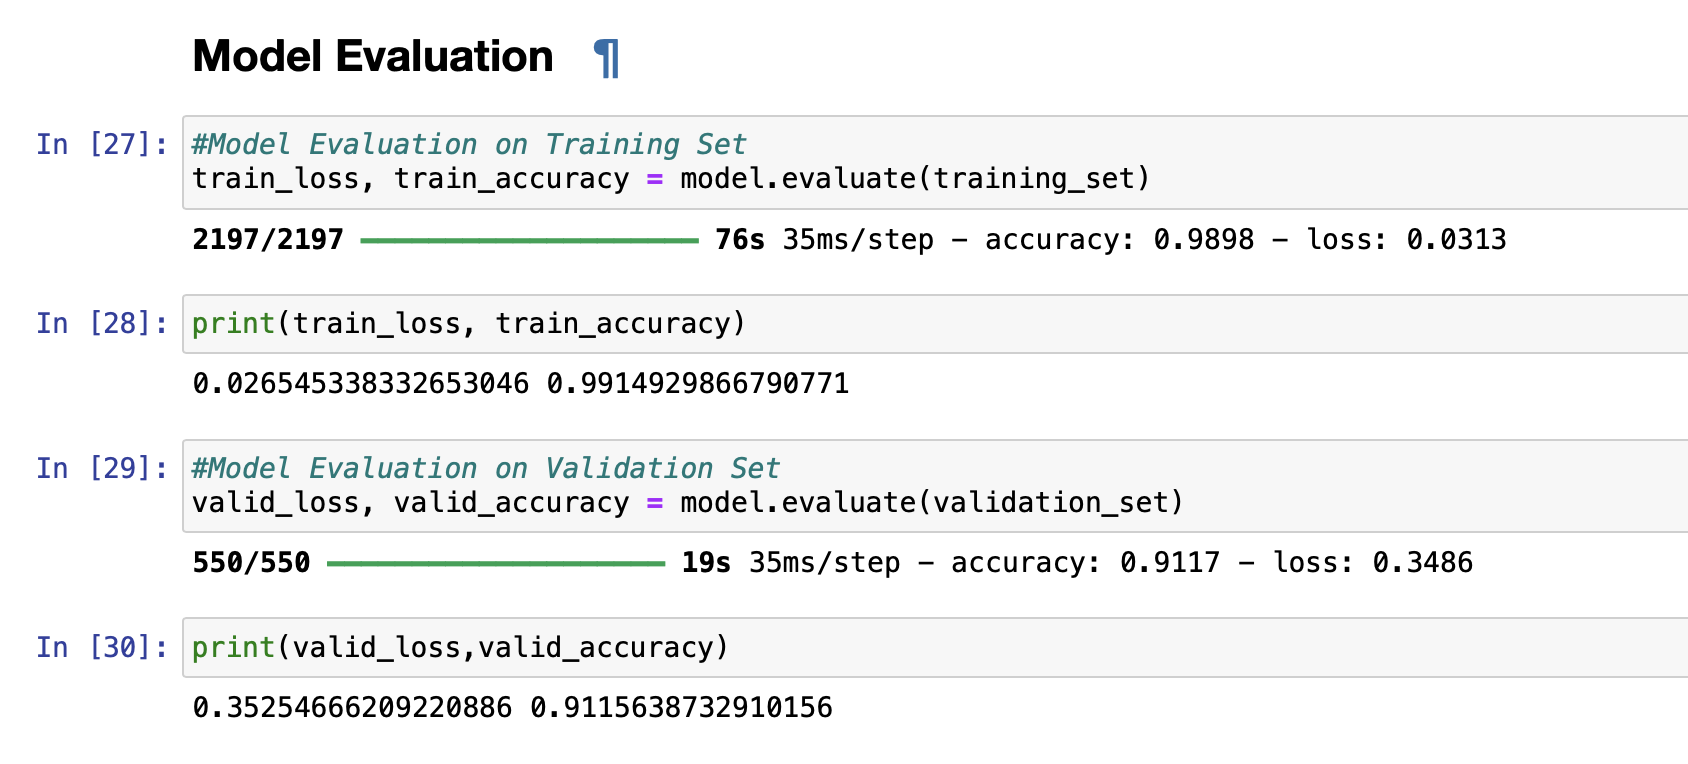 Model Evaluation ¶
In [27]: #Model Evaluation on Training Set
train_loss, train_accuracy = model.evaluate(training_set)
2197/2197 ━━━━━━━━━━━━━━━━━━━━ 76s 35ms/step - accuracy: 0.9898 - loss: 0.0313
In [28]: print(train_loss, train_accuracy)
0.026545338332653046 0.9914929866790771
In [29]: #Model Evaluation on Validation Set
valid_loss, valid_accuracy = model.evaluate(validation_set)
550/550 ━━━━━━━━━━━━━━━━━━━━ 19s 35ms/step - accuracy: 0.9117 - loss: 0.3486
In [30]: print(valid_loss,valid_accuracy)
0.35254666209220886 0.9115638732910156